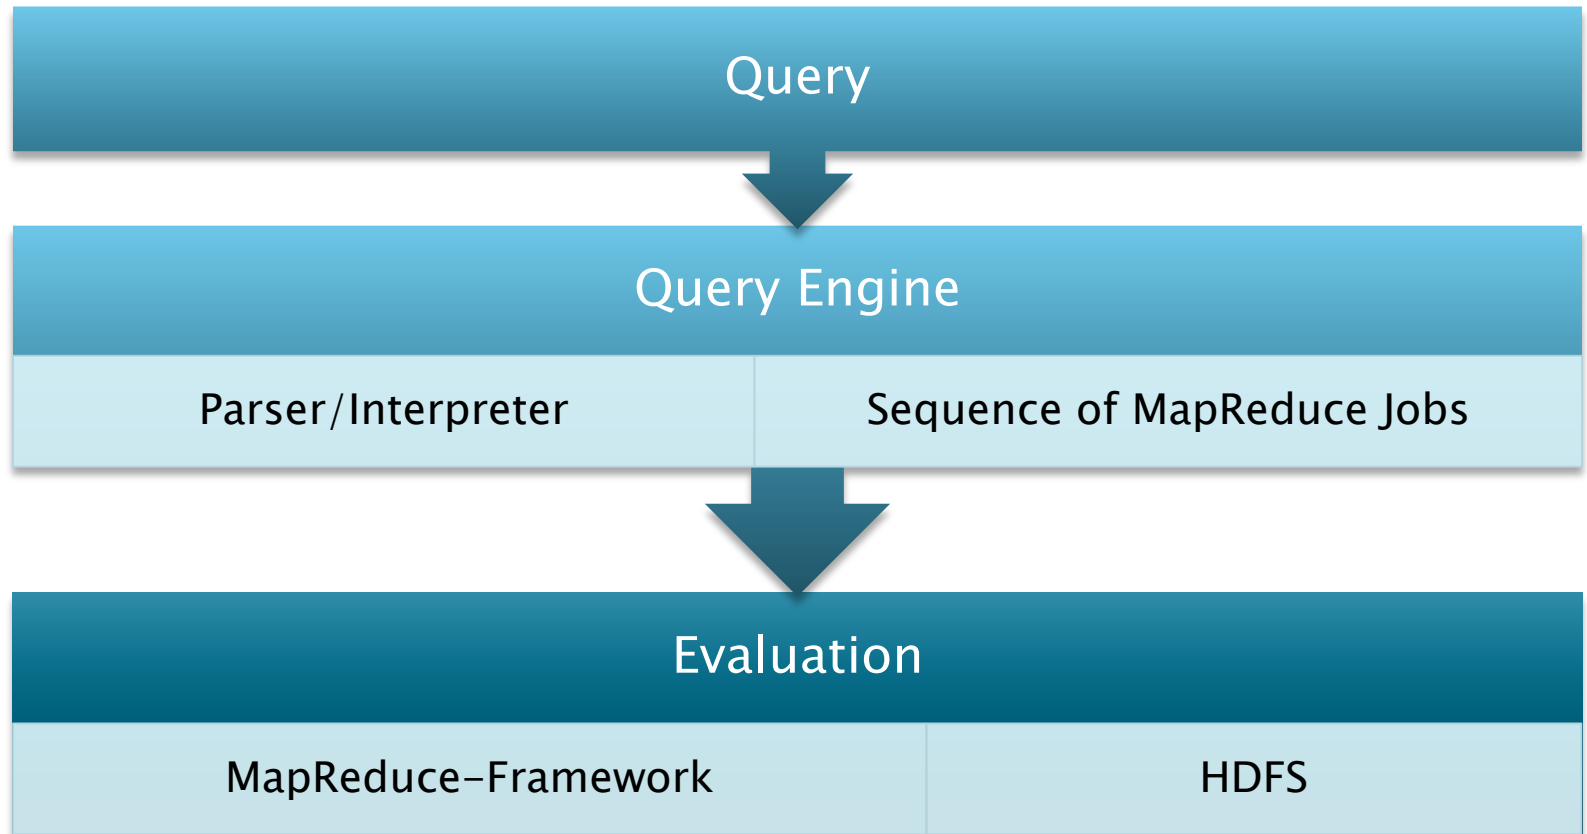 Query
Query Engine
Parser/Interpreter
Sequence of MapReduce Jobs
Evaluation
MapReduce-Framework
HDFS